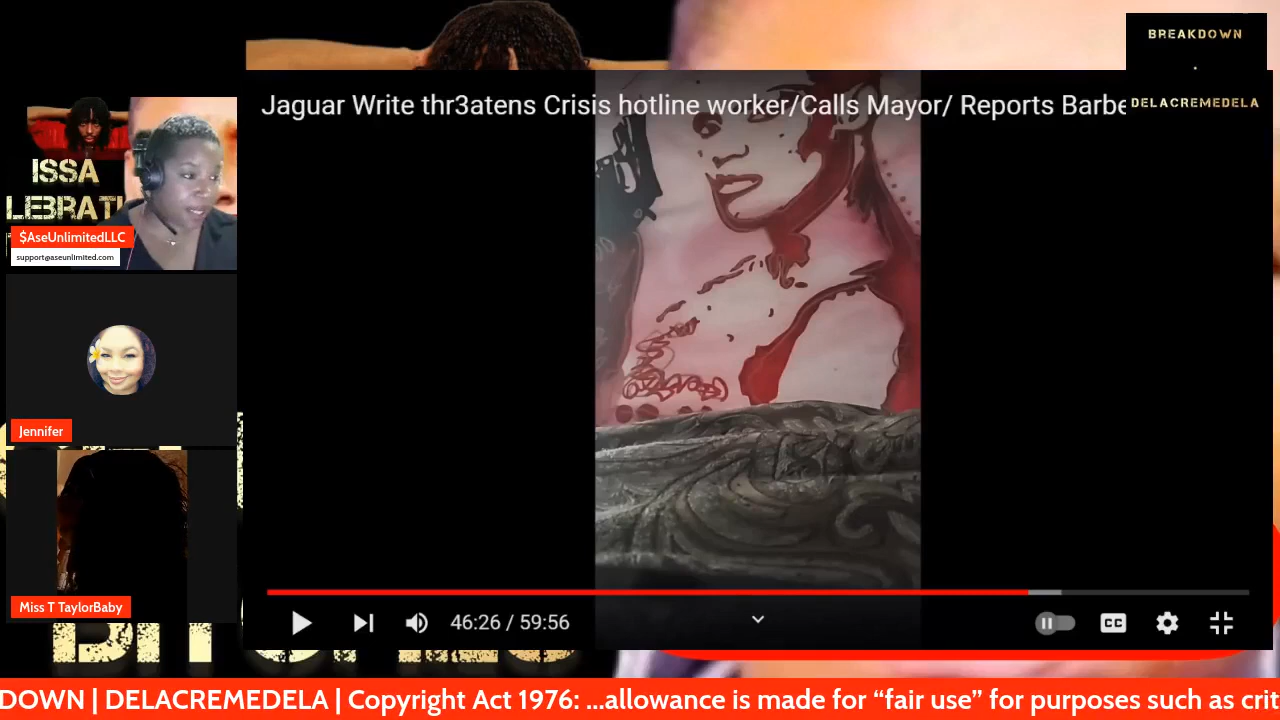 BREAKDOWN
DELACREMEDELA
Jaguar Write thr3atens Crisis hotline worker/Calls Mayor/ Reports Barbe
ISSA
LEBRATI
$AseUnlimitedLLC
support@aseunlimited.com
Jennifer
Miss T TaylorBaby
46:26 / 59:56
CC
DOWN | DELACREMEDELA | Copyright Act 1976: ...allowance is made for “fair use” for purposes such as crit